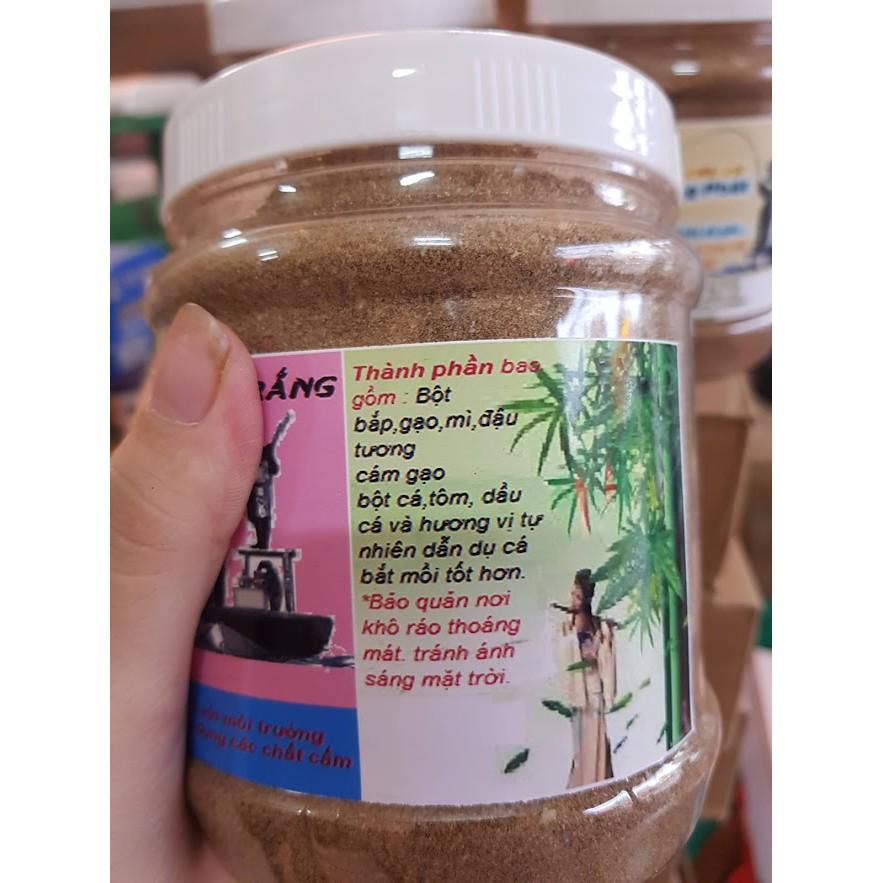 Thành phần bao
gồm : Bột
bắp,gạo,mì,đậu
tương
cám gạo
bột cá,tôm, dầu
cá và hương vị tự
nhiên dẫn dụ cá
bắt mồi tốt hơn.
*Bảo quản nơi
khô ráo thoáng
mát. tránh ánh
sáng mặt trời.
môi trường
dụng các chất cấm